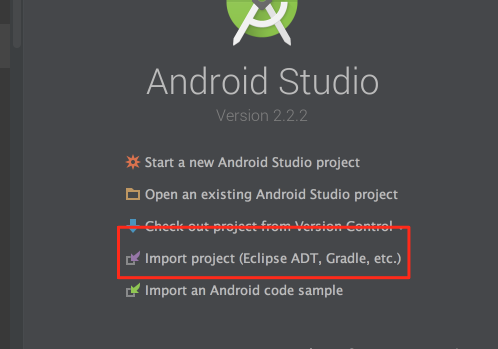 Android Studio
Version 2.2.2
Start a new Android Studio project
Open an existing Android Studio project
Check out project from Version Control
Import project (Eclipse ADT, Gradle, etc.)
Import an Android code sample